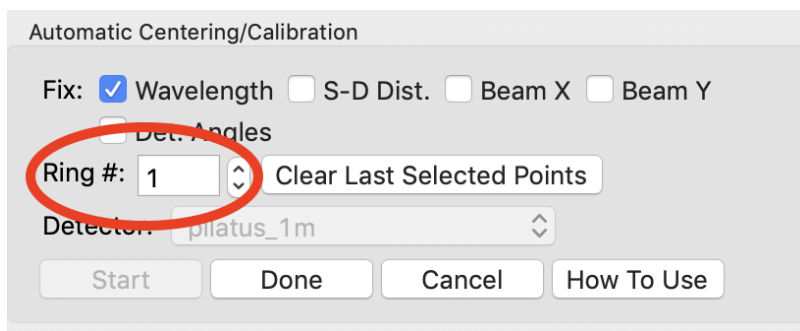 Automatic Centering/Calibration
Fix: Wavelength S-D Dist. Beam X Beam Y
Det. Angles
Ring #: 1 Clear Last Selected Points
Detector: pilatus_1m
Start Done Cancel How To Use